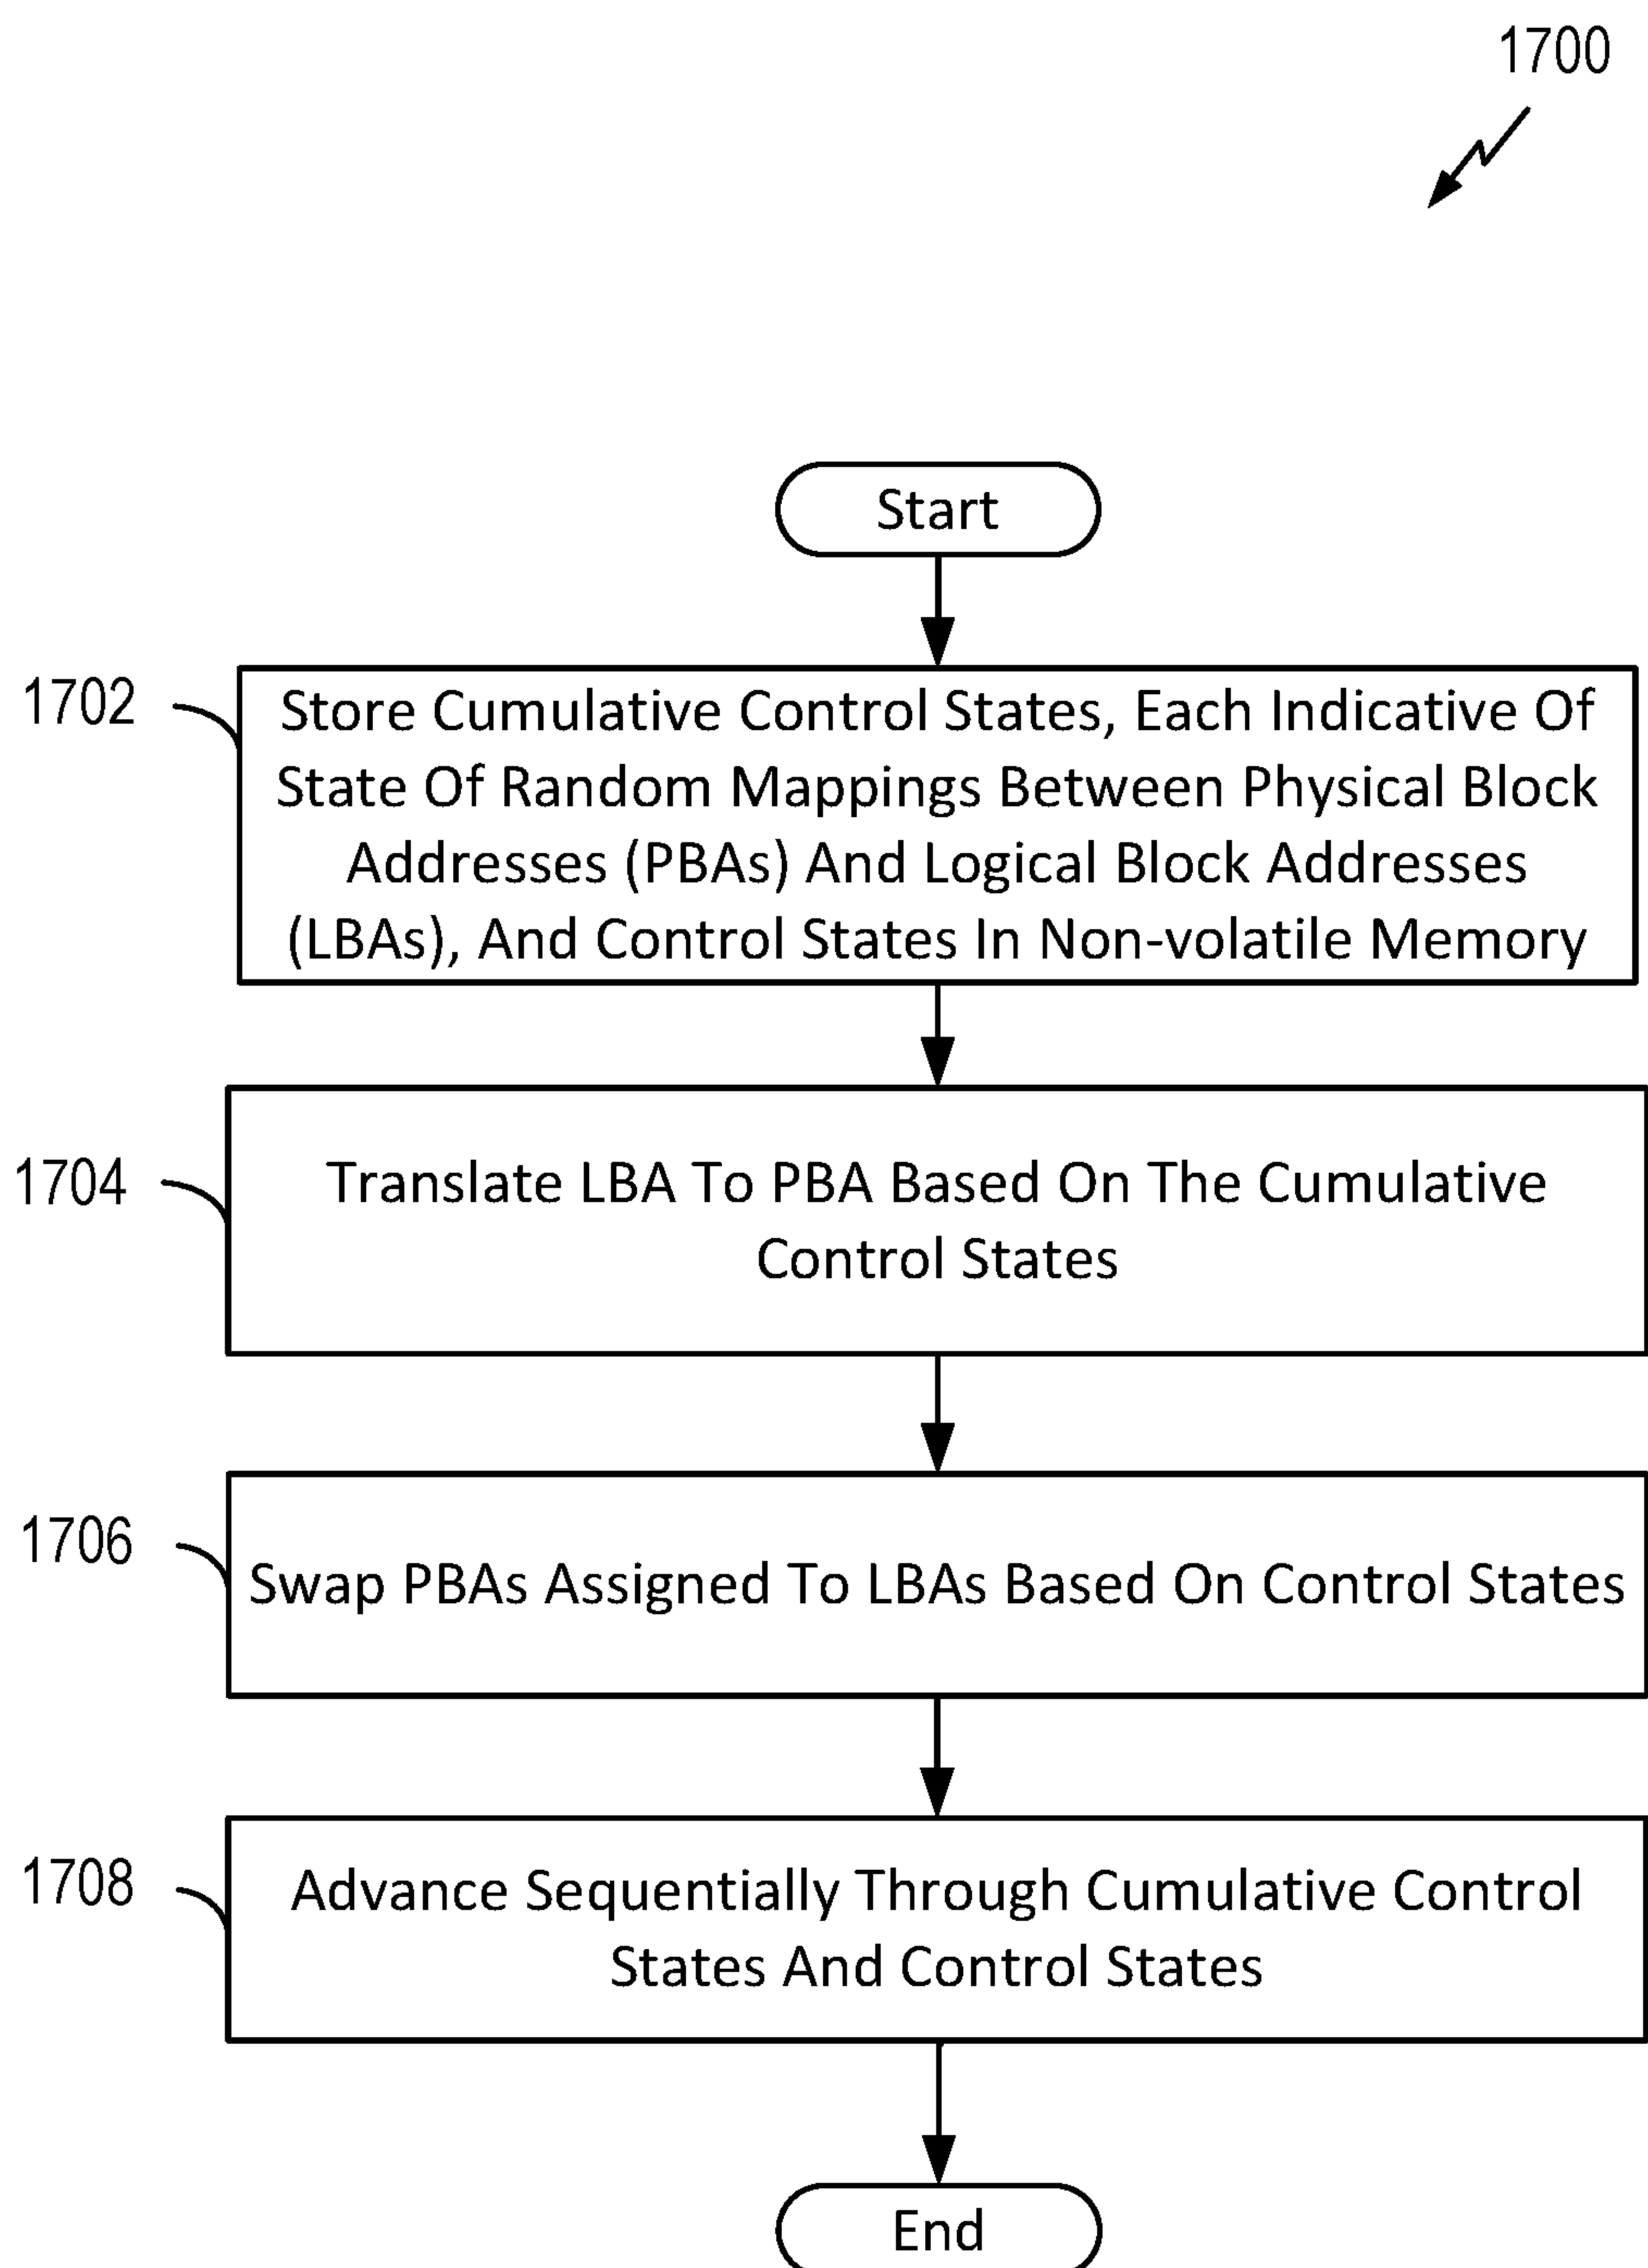 1700
Start
1702
Store Cumulative Control States, Each Indicative Of
State Of Random Mappings Between Physical Block
Addresses (PBAs) And Logical Block Addresses
(LBAs), And Control States In Non-volatile Memory
1704
Translate LBA To PBA Based On The Cumulative
Control States
1706
Swap PBAs Assigned To LBAs Based On Control States
1708
Advance Sequentially Through Cumulative Control
States And Control States
End